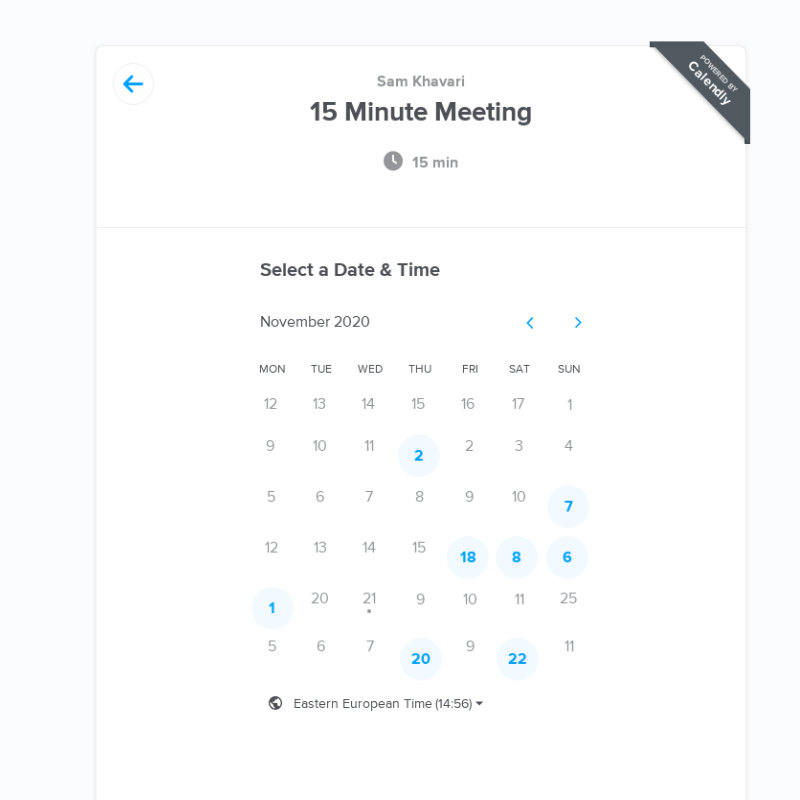 POWERED BY
Calendly
Sam Khavari
15 Minute Meeting
15 min
Select a Date & Time
November 2020
MON TUE WED THU FRI SAT SUN
12 13 14 15 16 17 1
9 10 11 2 2 3 4
5 6 7 8 9 10 7
12 13 14 15 18 8 6
1 20 21 9 10 11 25
5 6 7 20 9 22 11
Eastern European Time (14:56)